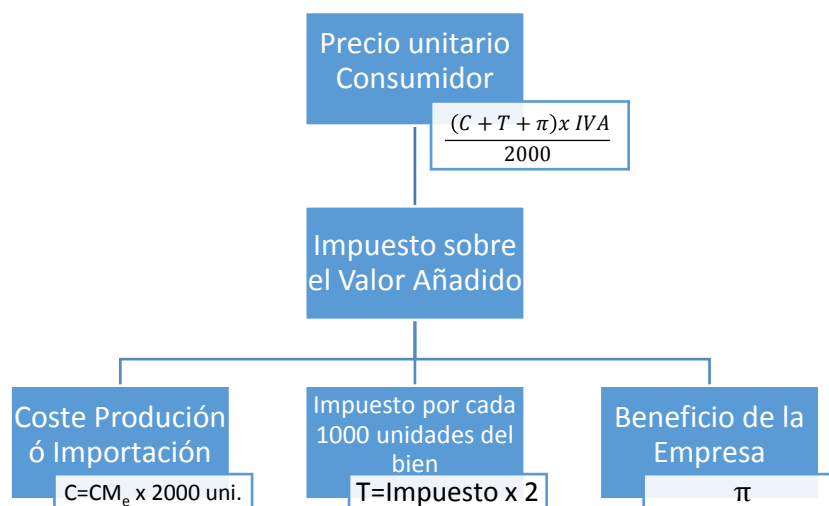 Precio unitario
Consumidor
(C + T + π)x IVA
2000
Impuesto sobre
el Valor Añadido
Coste Produción
ó Importación
C=CMₑ x 2000 uni.
Impuesto por cada
1000 unidades del
bien
T=Impuesto x 2
Beneficio de la
Empresa
π